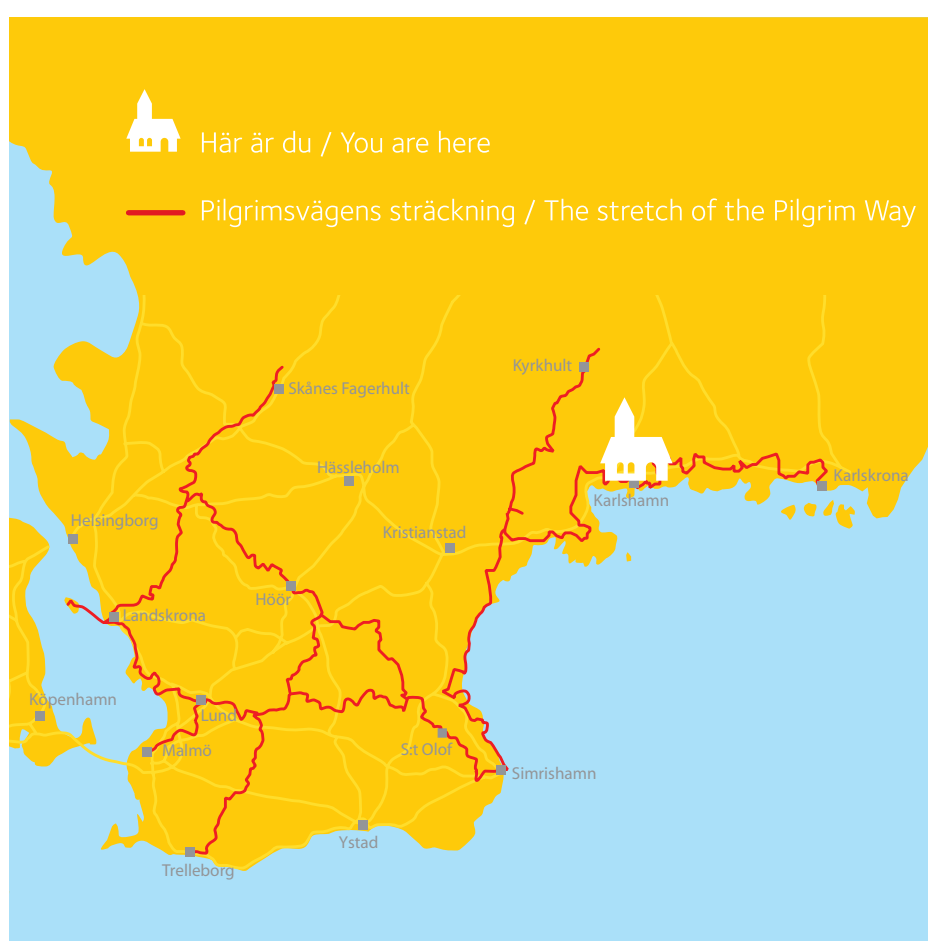 Här är du / You are here
Pilgrimsvägens sträckning / The stretch of the Pilgrim Way
Kyrkhult
Skånes Fagerhult
Hässleholm
Karlskrona
Karlshamn
Helsingborg
Kristianstad
Höör
Landskrona
Köpenhamn
Lund
Malmö
S:t Olof
Simrishamn
Ystad
Trelleborg